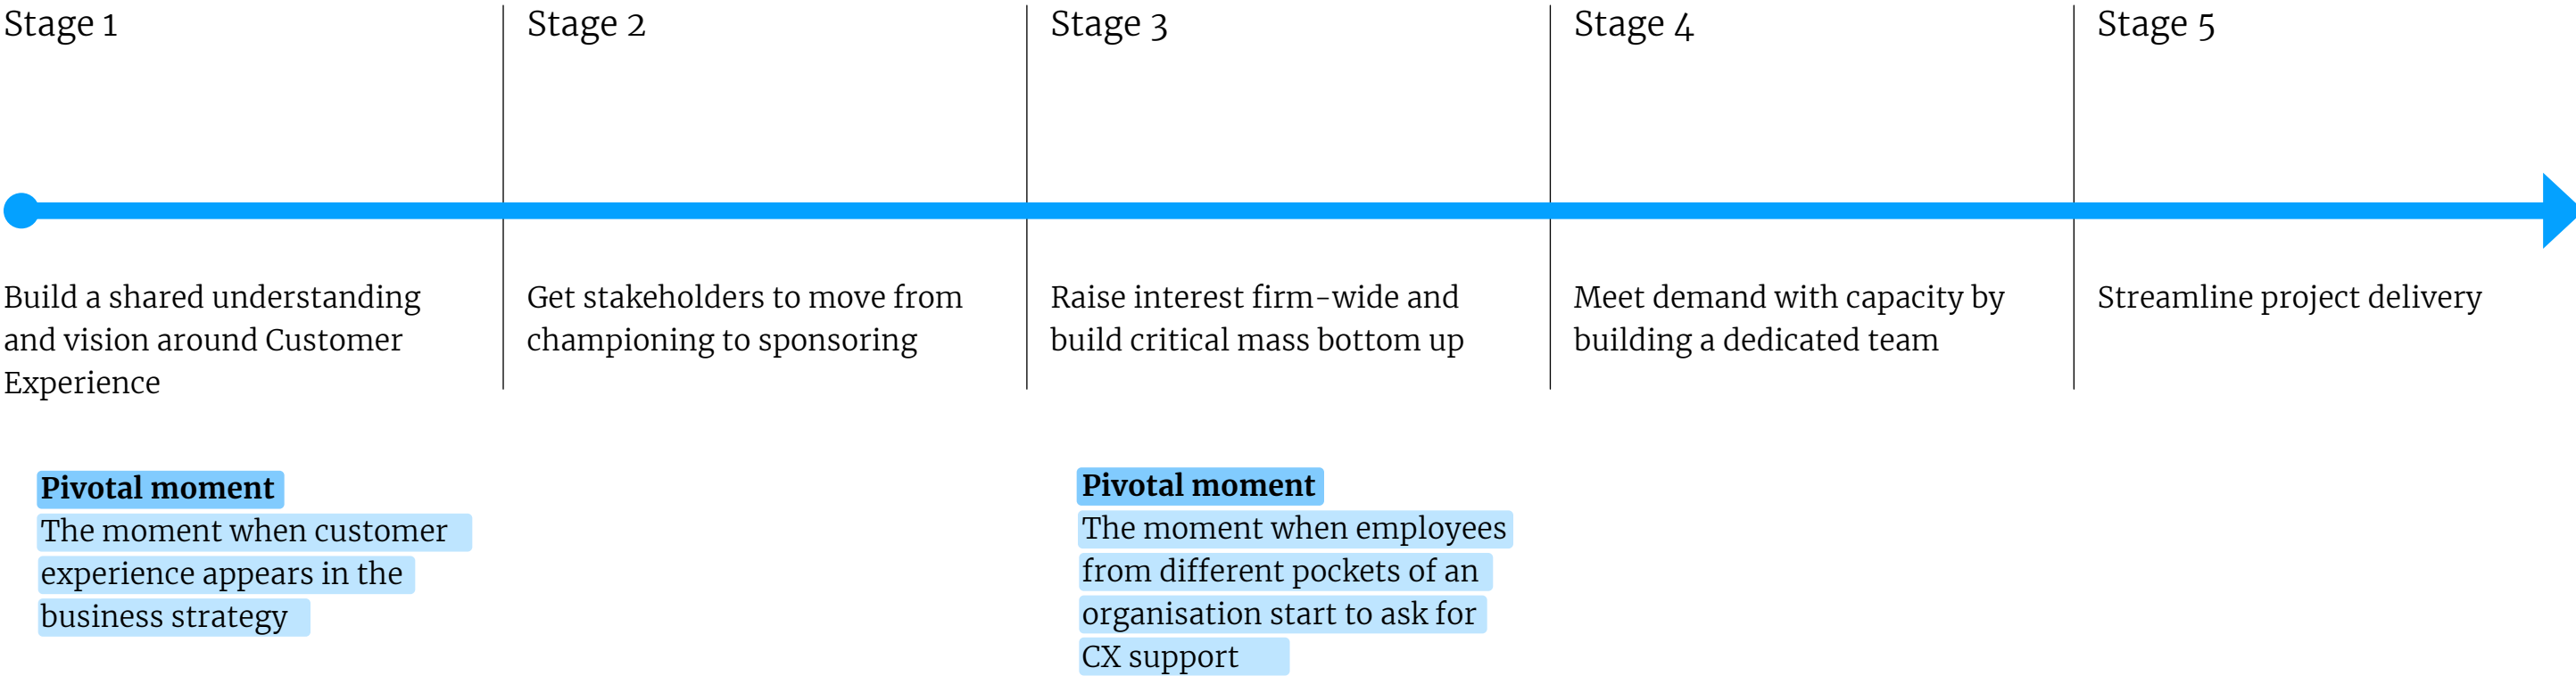 Stage 1
Stage 2
Stage 3
Stage 4
Stage 5
Build a shared understanding
and vision around Customer
Experience
Get stakeholders to move from
championing to sponsoring
Raise interest firm-wide and
build critical mass bottom up
Meet demand with capacity by
building a dedicated team
Streamline project delivery
Pivotal moment
The moment when customer
experience appears in the
business strategy
Pivotal moment
The moment when employees
from different pockets of an
organisation start to ask for
CX support